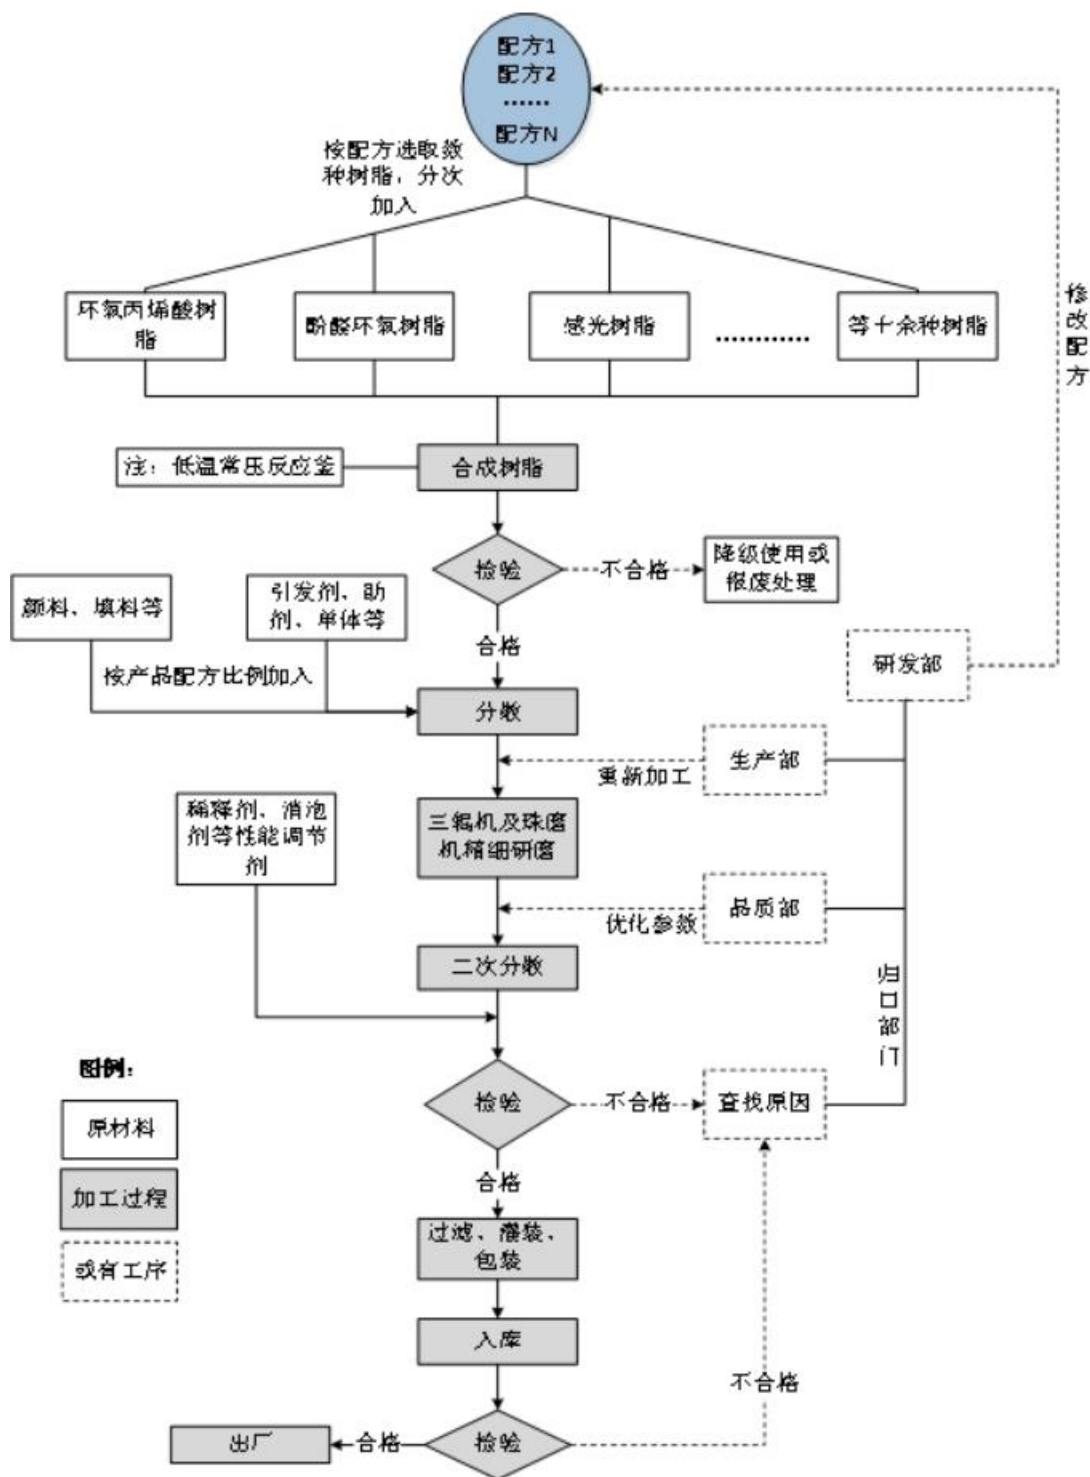 配方1
配方2
......
配方N
按配方选取数
种树脂，分次
加入
环氧丙烯酸树
脂
酚醛环氧树脂
感光树脂
............
等十余种树脂
修
改
配
方
注：低温常压反应釜
合成树脂
检验
不合格
降级使用或
报废处理
颜料、填料等
引发剂、助
剂、单体等
合格
按产品配方比例加入
研发部
分散
重新加工
生产部
稀释剂、消泡
剂等性能调节
剂
三辊机及珠磨
机精细研磨
优化参数
品质部
二次分散
归
口
部
门
图例：
原材料
加工过程
或有工序
检验
不合格
查找原因
合格
过滤、灌装、
包装
入库
不合格
出厂
合格
检验